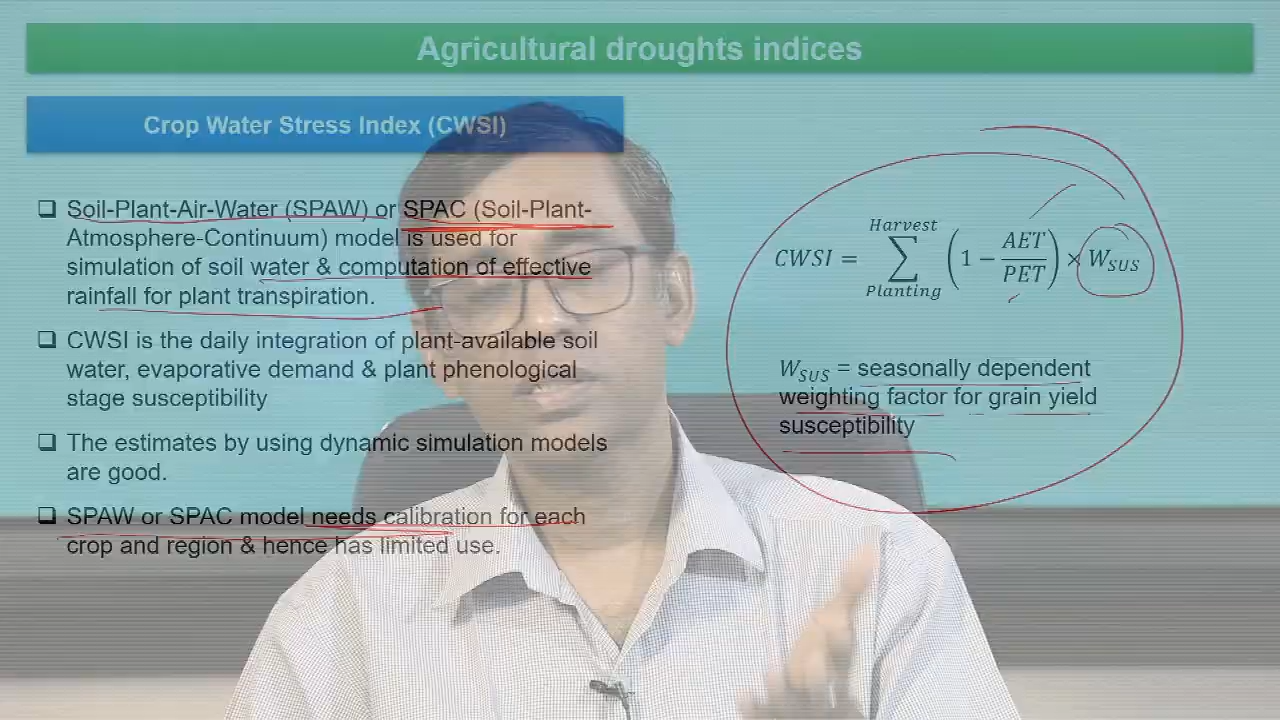 Agricultural droughts indices
Crop Water Stress Index (CWSI)
❑ Soil-Plant-Air-Water (SPAW) or SPAC (Soil-Plant-
Atmosphere-Continuum) model is used for
simulation of soil water & computation of effective
rainfall for plant transpiration.
❑ CWSI is the daily integration of plant-available soil
water, evaporative demand & plant phenological
stage susceptibility
❑ The estimates by using dynamic simulation models
are good.
❑ SPAW or SPAC model needs calibration for each
crop and region & hence has limited use.
CWSI = ∑_{Planting}^{Harvest} (1 − AET/PET) × W_{SUS}
W_{SUS} = seasonally dependent
weighting factor for grain yield
susceptibility